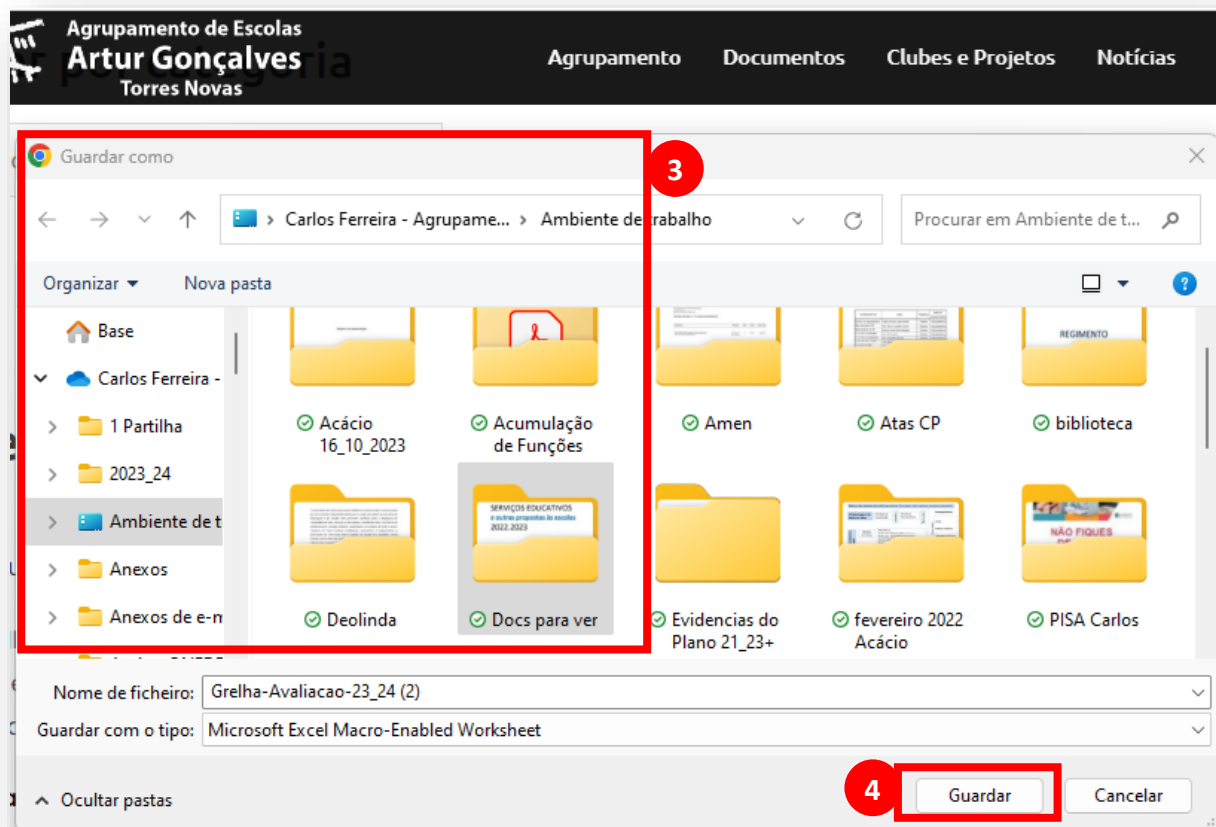 Agrupamento de Escolas
Artur Gonçalves
Torres Novas
Agrupamento Documentos Clubes e Projetos Notícias
por categoria
Guardar como
3
Carlos Ferreira - Agrupame... Ambiente de trabalho
Procurar em Ambiente de t...
Organizar Nova pasta
Base
Carlos Ferreira -
1 Partilha
2023_24
Ambiente de t
Anexos
Anexos de e-m
REGIMENTO
Acácio
16_10_2023
Acumulação
de Funções
Amen
Atas CP
biblioteca
SERVIÇOS EDUCATIVOS
e outras propostas às escolas
2022.2023
NÃO FIQUES
Deolinda
Docs para ver
Evidencias do
Plano 21_23+
fevereiro 2022
Acácio
PISA Carlos
Nome de ficheiro: Grelha-Avaliacao-23_24 (2)
Guardar com o tipo: Microsoft Excel Macro-Enabled Worksheet
Ocultar pastas
4
Guardar
Cancelar